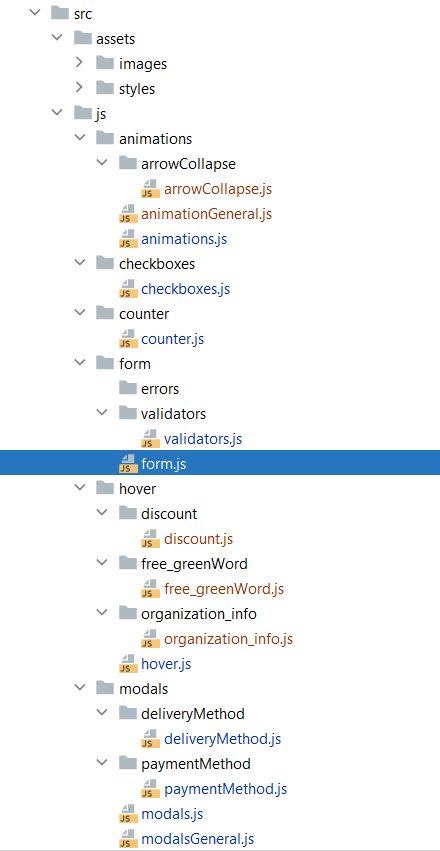 src
assets
images
styles
js
animations
arrowCollapse
JS arrowCollapse.js
JS animationGeneral.js
JS animations.js
checkboxes
JS checkboxes.js
counter
JS counter.js
form
errors
validators
JS validators.js
JS form.js
hover
discount
JS discount.js
free_greenWord
JS free_greenWord.js
organization_info
JS organization_info.js
JS hover.js
modals
deliveryMethod
JS deliveryMethod.js
paymentMethod
JS paymentMethod.js
JS modals.js
JS modalsGeneral.js